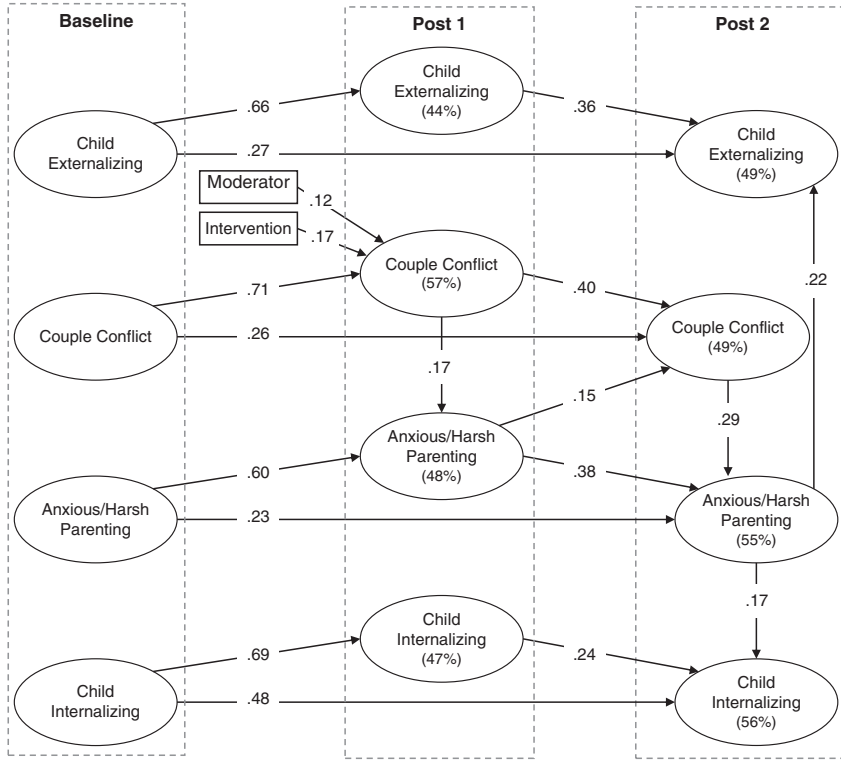 Baseline
Post 1
Post 2
Child
Externalizing
(44%)
.66
.36
Child
Externalizing
Child
Externalizing
(49%)
.27
Moderator
.12
Intervention
.17
Couple Conflict
(57%)
.22
.71
.40
Couple Conflict
.26
Couple Conflict
(49%)
.17
.15
.29
Anxious/Harsh
Parenting
(48%)
.60
.38
Anxious/Harsh
Parenting
.23
Anxious/Harsh
Parenting
(55%)
.17
Child
Internalizing
(47%)
.69
.24
Child
Internalizing
.48
Child
Internalizing
(56%)